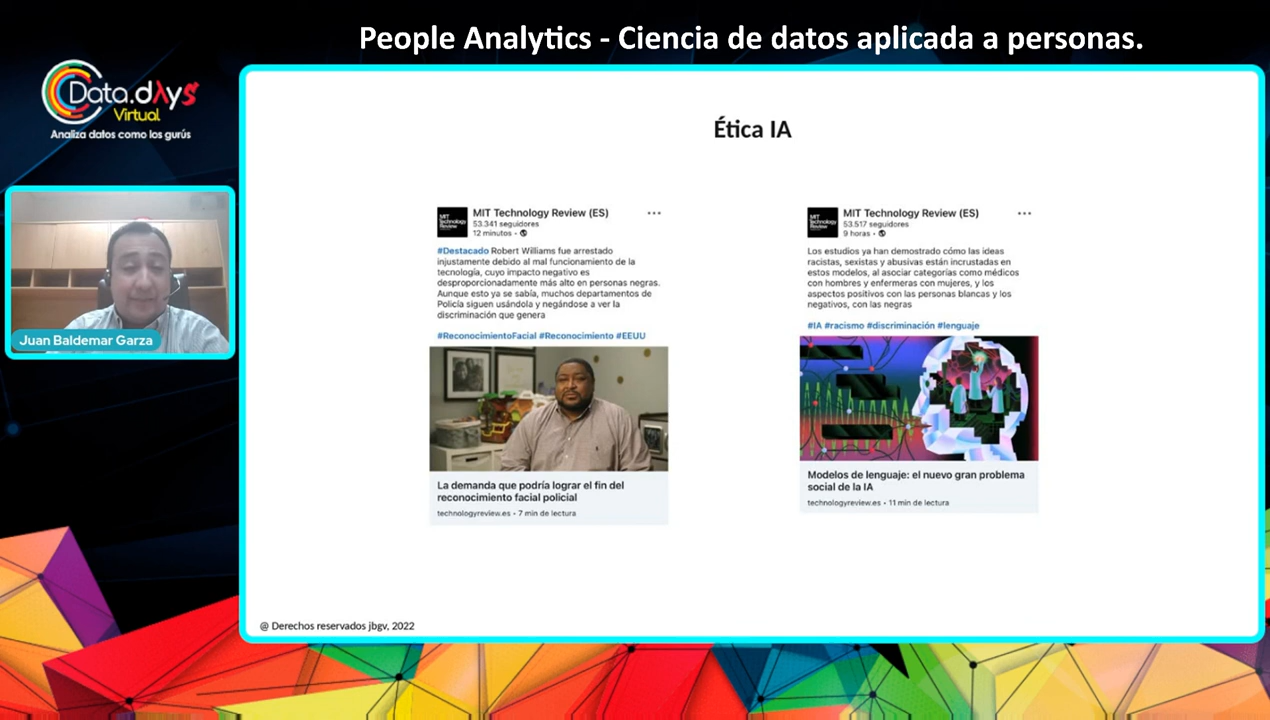 People Analytics - Ciencia de datos aplicada a personas.
Data.dλys
Virtual
Analiza datos como los gurús
Juan Baldemar Garza
Ética IA
MIT Technology Review
MIT Technology Review (ES)
53.341 seguidores
12 minutos •
#Destacado Robert Williams fue arrestado
injustamente debido al mal funcionamiento de la
tecnología, cuyo impacto negativo es
desproporcionadamente más alto en personas negras.
Aunque esto ya se sabía, muchos departamentos de
Policía siguen usándola y negándose a ver la
discriminación que genera
#ReconocimientoFacial #Reconocimiento #EEUU
La demanda que podría lograr el fin del
reconocimiento facial policial
technologyreview.es • 7 min de lectura
MIT Technology Review
MIT Technology Review (ES)
53.517 seguidores
9 horas •
Los estudios ya han demostrado cómo las ideas
racistas, sexistas y abusivas están incrustadas en
estos modelos, al asociar categorías como médicos
con hombres y enfermeras con mujeres, y los
aspectos positivos con las personas blancas y los
negativos, con las negras
#IA #racismo #discriminación #lenguaje
Modelos de lenguaje: el nuevo gran problema
social de la IA
technologyreview.es • 11 min de lectura
@ Derechos reservados jbgv, 2022